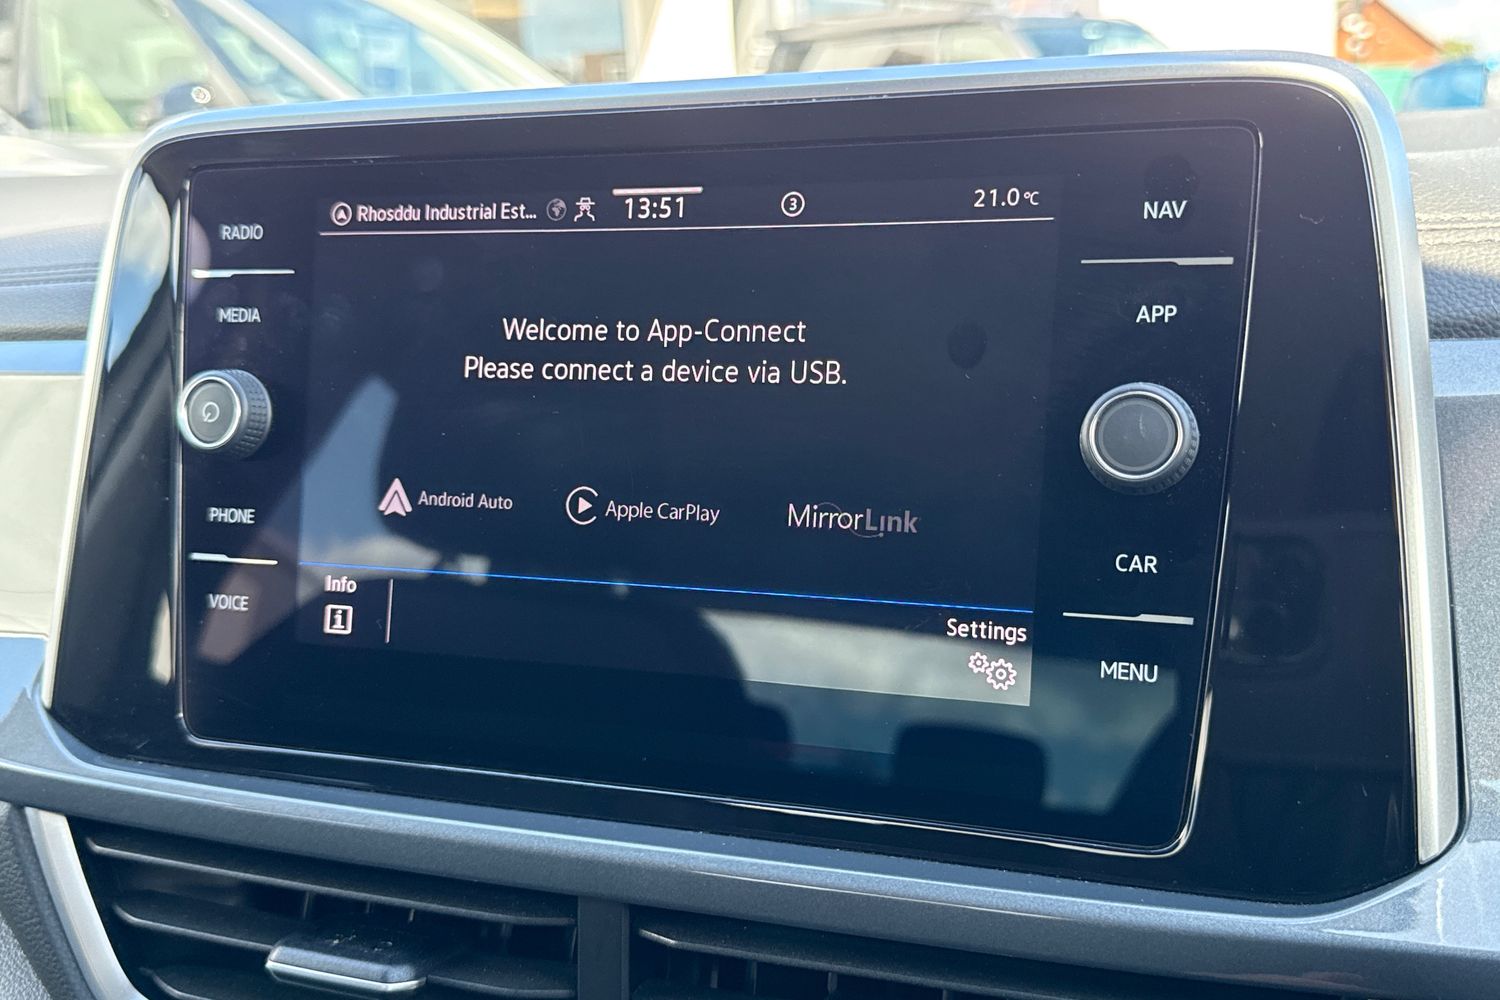 Rhosddu Industrial Est... 13:51 3 21.0°C
RADIO
MEDIA
PHONE
VOICE
Welcome to App-Connect
Please connect a device via USB.
Android Auto Apple CarPlay MirrorLink
Info
i
Settings
NAV
APP
CAR
MENU